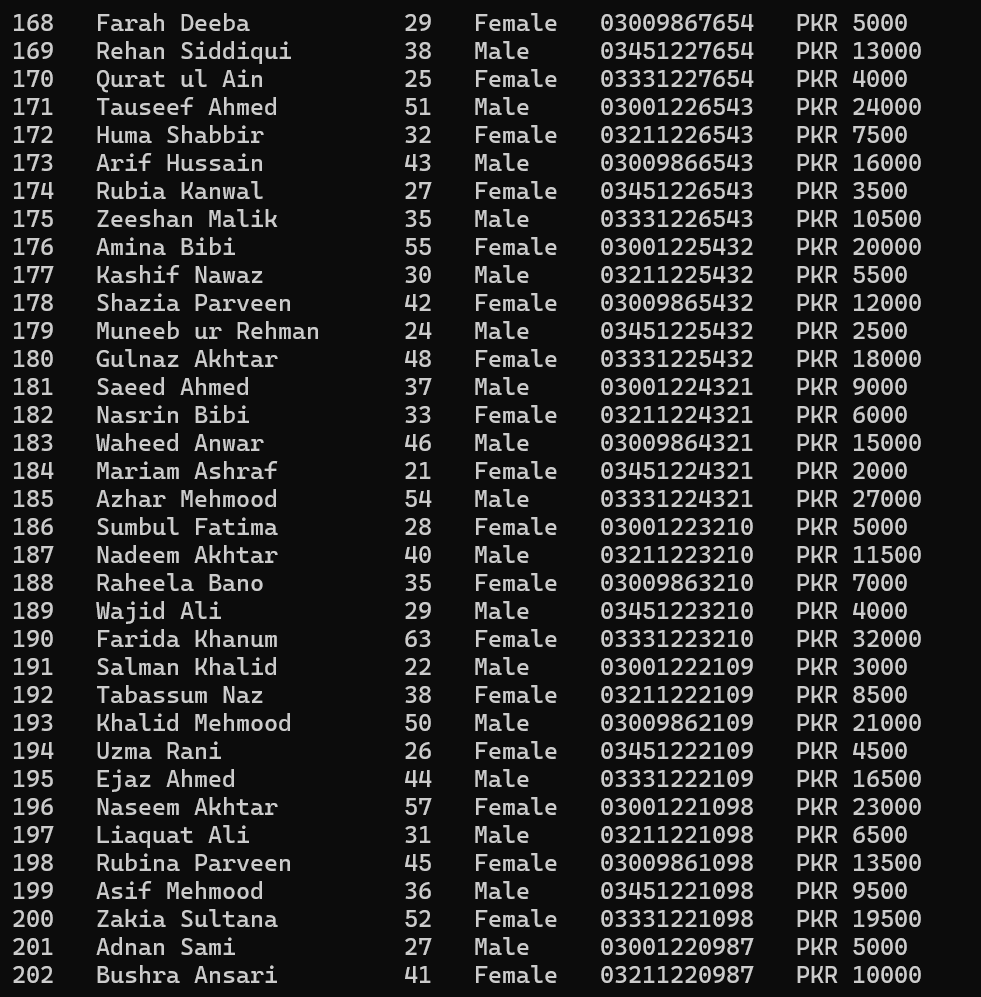 168 Farah Deeba 29 Female 03009867654 PKR 5000
169 Rehan Siddiqui 38 Male 03451227654 PKR 13000
170 Qurat ul Ain 25 Female 03331227654 PKR 4000
171 Tauseef Ahmed 51 Male 03001226543 PKR 24000
172 Huma Shabbir 32 Female 03211226543 PKR 7500
173 Arif Hussain 43 Male 03009866543 PKR 16000
174 Rubia Kanwal 27 Female 03451226543 PKR 3500
175 Zeeshan Malik 35 Male 03331226543 PKR 10500
176 Amina Bibi 55 Female 03001225432 PKR 20000
177 Kashif Nawaz 30 Male 03211225432 PKR 5500
178 Shazia Parveen 42 Female 03009865432 PKR 12000
179 Muneeb ur Rehman 24 Male 03451225432 PKR 2500
180 Gulnaz Akhtar 48 Female 03331225432 PKR 18000
181 Saeed Ahmed 37 Male 03001224321 PKR 9000
182 Nasrin Bibi 33 Female 03211224321 PKR 6000
183 Waheed Anwar 46 Male 03009864321 PKR 15000
184 Mariam Ashraf 21 Female 03451224321 PKR 2000
185 Azhar Mehmood 54 Male 03331224321 PKR 27000
186 Sumbul Fatima 28 Female 03001223210 PKR 5000
187 Nadeem Akhtar 40 Male 03211223210 PKR 11500
188 Raheela Bano 35 Female 03009863210 PKR 7000
189 Wajid Ali 29 Male 03451223210 PKR 4000
190 Farida Khanum 63 Female 03331223210 PKR 32000
191 Salman Khalid 22 Male 03001222109 PKR 3000
192 Tabassum Naz 38 Female 03211222109 PKR 8500
193 Khalid Mehmood 50 Male 03009862109 PKR 21000
194 Uzma Rani 26 Female 03451222109 PKR 4500
195 Ejaz Ahmed 44 Male 03331222109 PKR 16500
196 Naseem Akhtar 57 Female 03001221098 PKR 23000
197 Liaquat Ali 31 Male 03211221098 PKR 6500
198 Rubina Parveen 45 Female 03009861098 PKR 13500
199 Asif Mehmood 36 Male 03451221098 PKR 9500
200 Zakia Sultana 52 Female 03331221098 PKR 19500
201 Adnan Sami 27 Male 03001220987 PKR 5000
202 Bushra Ansari 41 Female 03211220987 PKR 10000